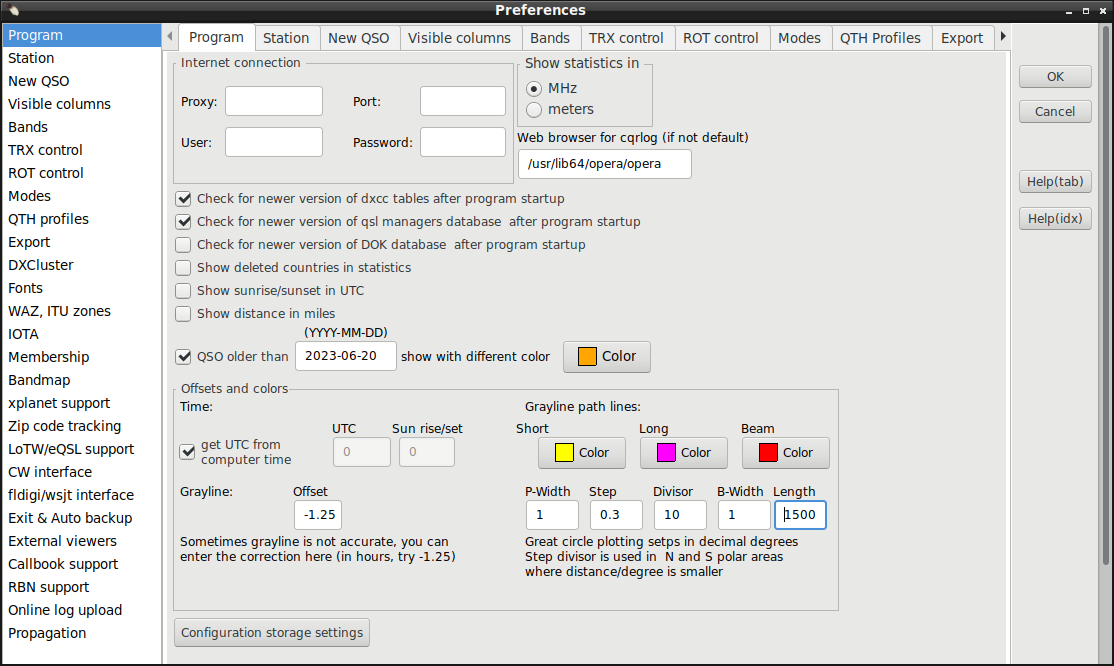 Preferences
Program
Station
New QSO
Visible columns
Bands
TRX control
ROT control
Modes
QTH profiles
Export
DXCluster
Fonts
WAZ, ITU zones
IOTA
Membership
Bandmap
xplanet support
Zip code tracking
LoTW/eQSL support
CW interface
fldigi/wsjt interface
Exit & Auto backup
External viewers
Callbook support
RBN support
Online log upload
Propagation
Program Station New QSO Visible columns Bands TRX control ROT control Modes QTH Profiles Export
Internet connection
Proxy: Port:
User: Password:
Show statistics in
MHz
meters
Web browser for cqrlog (if not default)
/usr/lib64/opera/opera
Check for newer version of dxcc tables after program startup
Check for newer version of qsl managers database  after program startup
Check for newer version of DOK database  after program startup
Show deleted countries in statistics
Show sunrise/sunset in UTC
Show distance in miles
(YYYY-MM-DD)
QSO older than 2023-06-20 show with different color Color
Offsets and colors
Time:
UTC Sun rise/set
get UTC from
computer time
0 0
Grayline: Offset
-1.25
Sometimes grayline is not accurate, you can
enter the correction here (in hours, try -1.25)
Grayline path lines:
Short Long Beam
Color Color Color
P-Width Step Divisor B-Width Length
1 0.3 10 1 1500
Great circle plotting setps in decimal degrees
Step divisor is used in  N and S polar areas
where distance/degree is smaller
Configuration storage settings
OK
Cancel
Help(tab)
Help(idx)